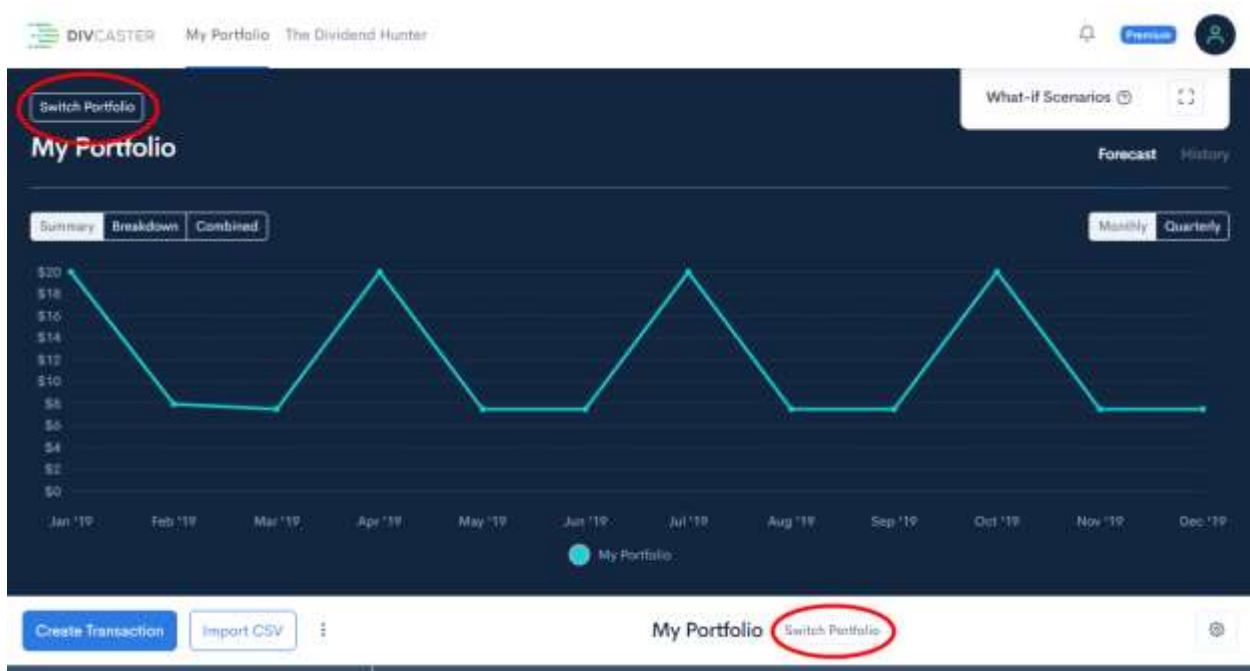 DIVCASTER My Portfolio The Dividend Hunter Premium
Switch Portfolio What-if Scenarios
My Portfolio
Forecast History
Summary Breakdown Combined Monthly Quarterly
$20
$18
$16
$14
$12
$10
$8
$6
$4
$2
$0
Jan '19 Feb '19 Mar '19 Apr '19 May '19 Jun '19 Jul '19 Aug '19 Sep '19 Oct '19 Nov '19 Dec '19
My Portfolio
Create Transaction Import CSV My Portfolio Switch Portfolio